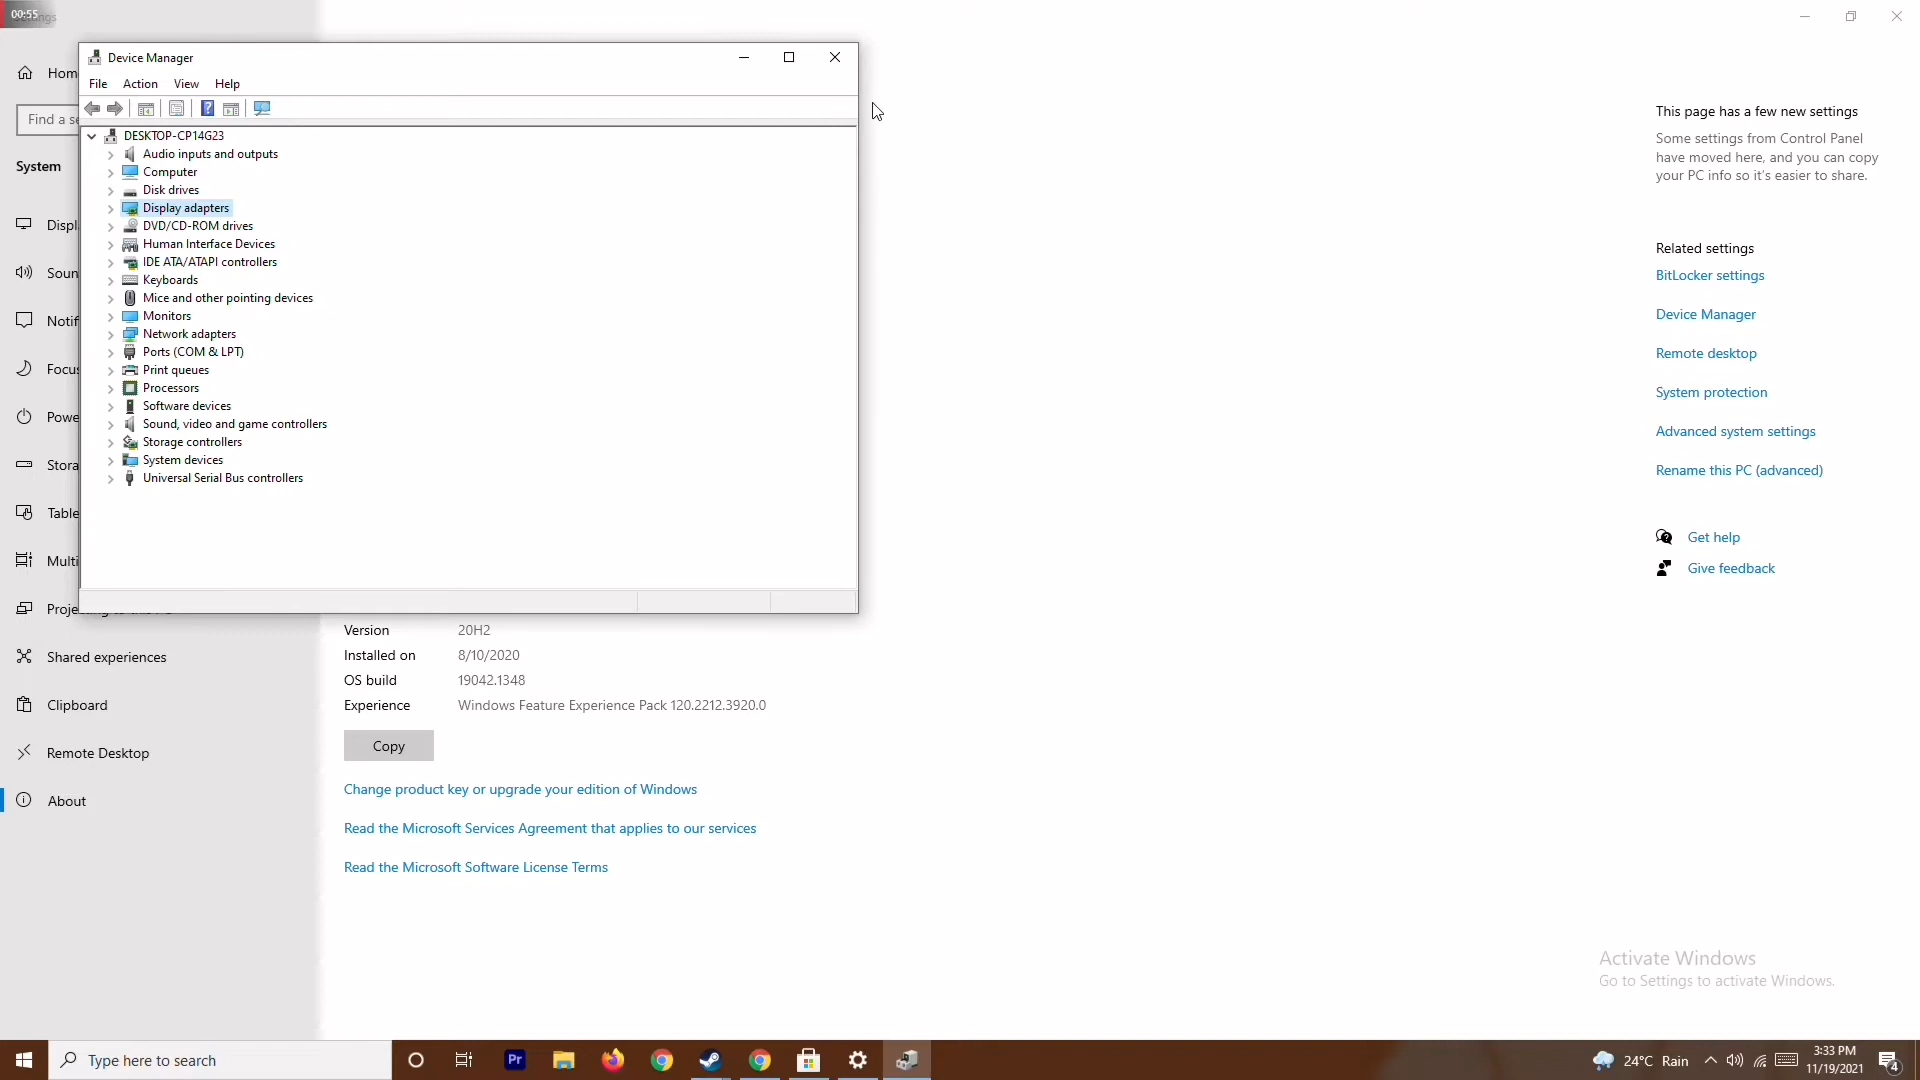 00:55
Home
Find a se
System
Sound
Focus
Power
Shared experiences
Clipboard
Remote Desktop
About
Device Manager
File Action View Help
DESKTOP-CP14G23
Audio inputs and outputs
Computer
Disk drives
Display adapters
DVD/CD-ROM drives
Human Interface Devices
IDE ATA/ATAPI controllers
Keyboards
Mice and other pointing devices
Monitors
Network adapters
Ports (COM & LPT)
Print queues
Processors
Software devices
Sound, video and game controllers
Storage controllers
System devices
Universal Serial Bus controllers
Version 20H2
Installed on 8/10/2020
OS build 19042.1348
Experience Windows Feature Experience Pack 120.2212.3920.0
Copy
Change product key or upgrade your edition of Windows
Read the Microsoft Services Agreement that applies to our services
Read the Microsoft Software License Terms
This page has a few new settings
Some settings from Control Panel
have moved here, and you can copy
your PC info so it's easier to share.
Related settings
BitLocker settings
Device Manager
Remote desktop
System protection
Advanced system settings
Rename this PC (advanced)
Get help
Give feedback
Activate Windows
Go to Settings to activate Windows.
Type here to search
Pr
24°C Rain
3:33 PM
11/19/2021
4